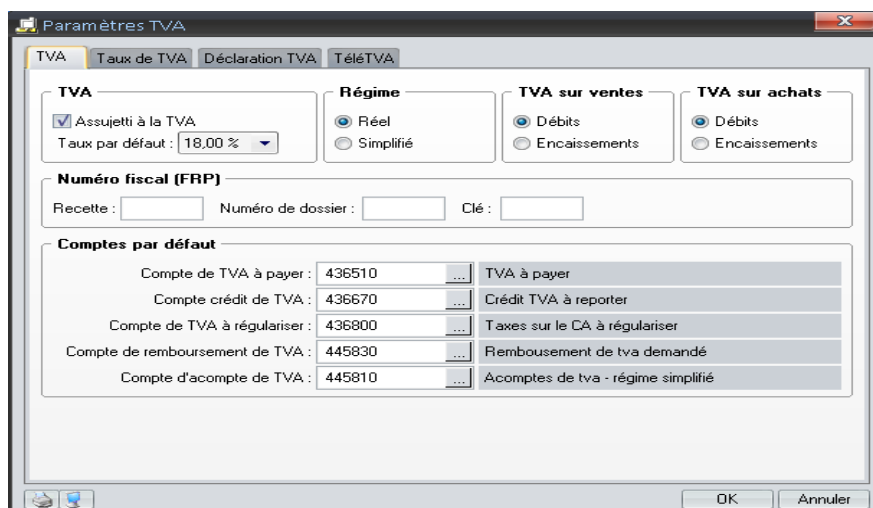 Paramètres TVA
TVA Taux de TVA Déclaration TVA TéléTVA
TVA Régime TVA sur ventes TVA sur achats
Assujetti à la TVA Réel Débits Débits
Taux par défaut : 18,00 % Simplifié Encaissements Encaissements
Numéro fiscal (FRP)
Recette : Numéro de dossier : Clé :
Comptes par défaut
Compte de TVA à payer : 436510 ... TVA à payer
Compte crédit de TVA : 436670 ... Crédit TVA à reporter
Compte de TVA à régulariser : 436800 ... Taxes sur le CA à régulariser
Compte de remboursement de TVA : 445830 ... Rembousement de tva demandé
Compte d'acompte de TVA : 445810 ... Acomptes de tva - régime simplifié
OK Annuler